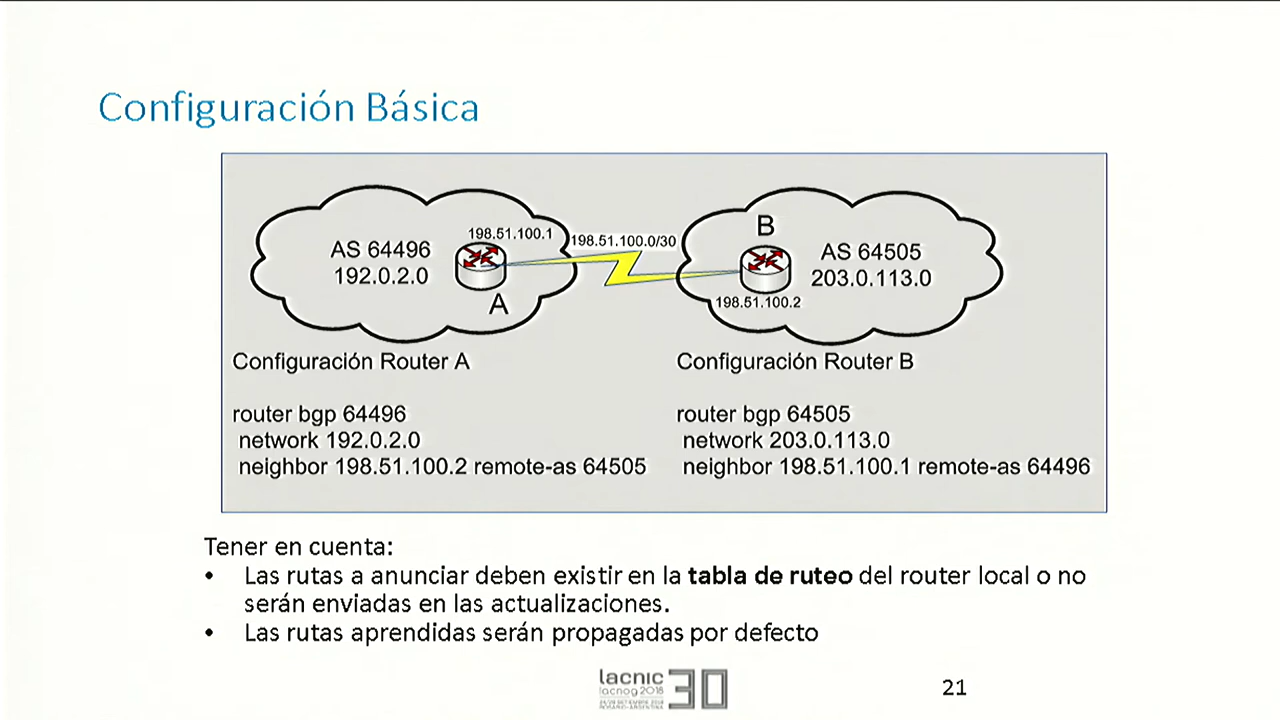 Configuración Básica
198.51.100.1
198.51.100.0/30
B
AS 64496
192.0.2.0
AS 64505
203.0.113.0
A
198.51.100.2
Configuración Router A
router bgp 64496
network 192.0.2.0
neighbor 198.51.100.2 remote-as 64505
Configuración Router B
router bgp 64505
network 203.0.113.0
neighbor 198.51.100.1 remote-as 64496
Tener en cuenta:
• Las rutas a anunciar deben existir en la tabla de ruteo del router local o no
serán enviadas en las actualizaciones.
• Las rutas aprendidas serán propagadas por defecto
lacnic 30
lacnog 2018
21